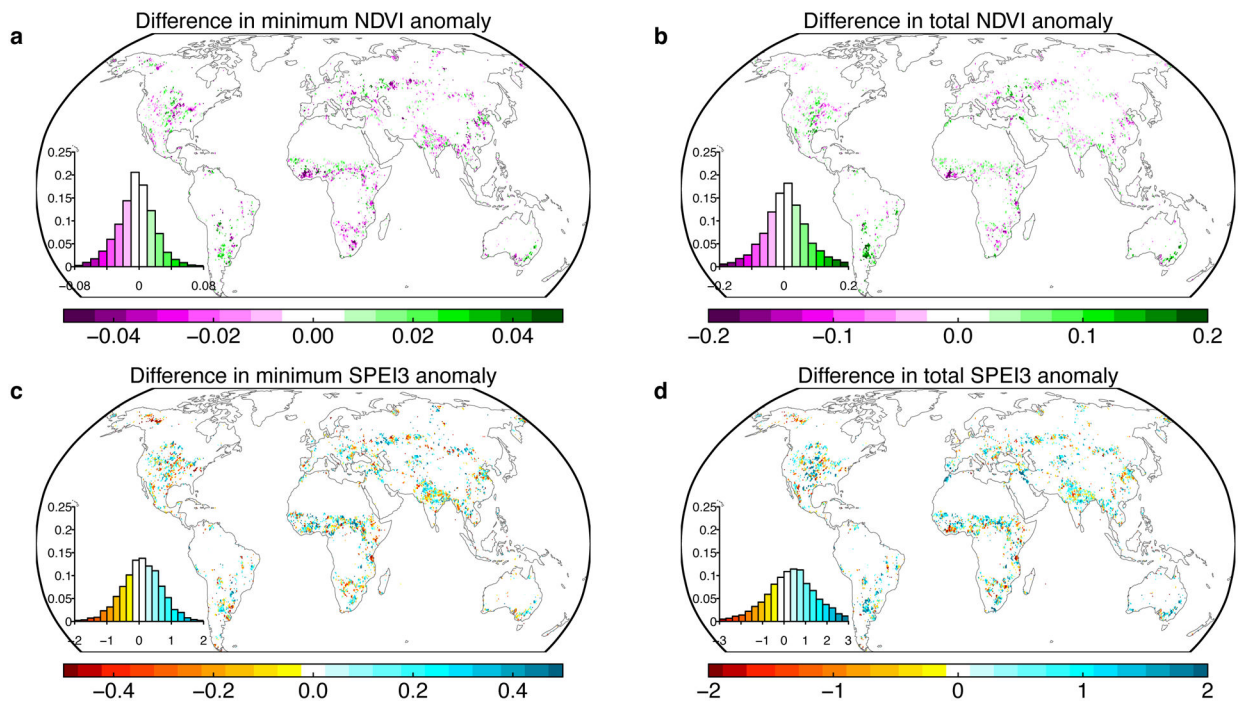 Difference in minimum NDVI anomaly
a
0.25
0.2
0.15
0.1
0.05
0
−0.08 0 0.08
−0.04 −0.02 0.00 0.02 0.04
Difference in total NDVI anomaly
b
0.25
0.2
0.15
0.1
0.05
0
−0.2 0 0.2
−0.2 −0.1 0.0 0.1 0.2
Difference in minimum SPEI3 anomaly
c
0.25
0.2
0.15
0.1
0.05
0
−2 −1 0 1 2
−0.4 −0.2 0.0 0.2 0.4
Difference in total SPEI3 anomaly
d
0.25
0.2
0.15
0.1
0.05
0
−3 −1 0 1 3
−2 −1 0 1 2